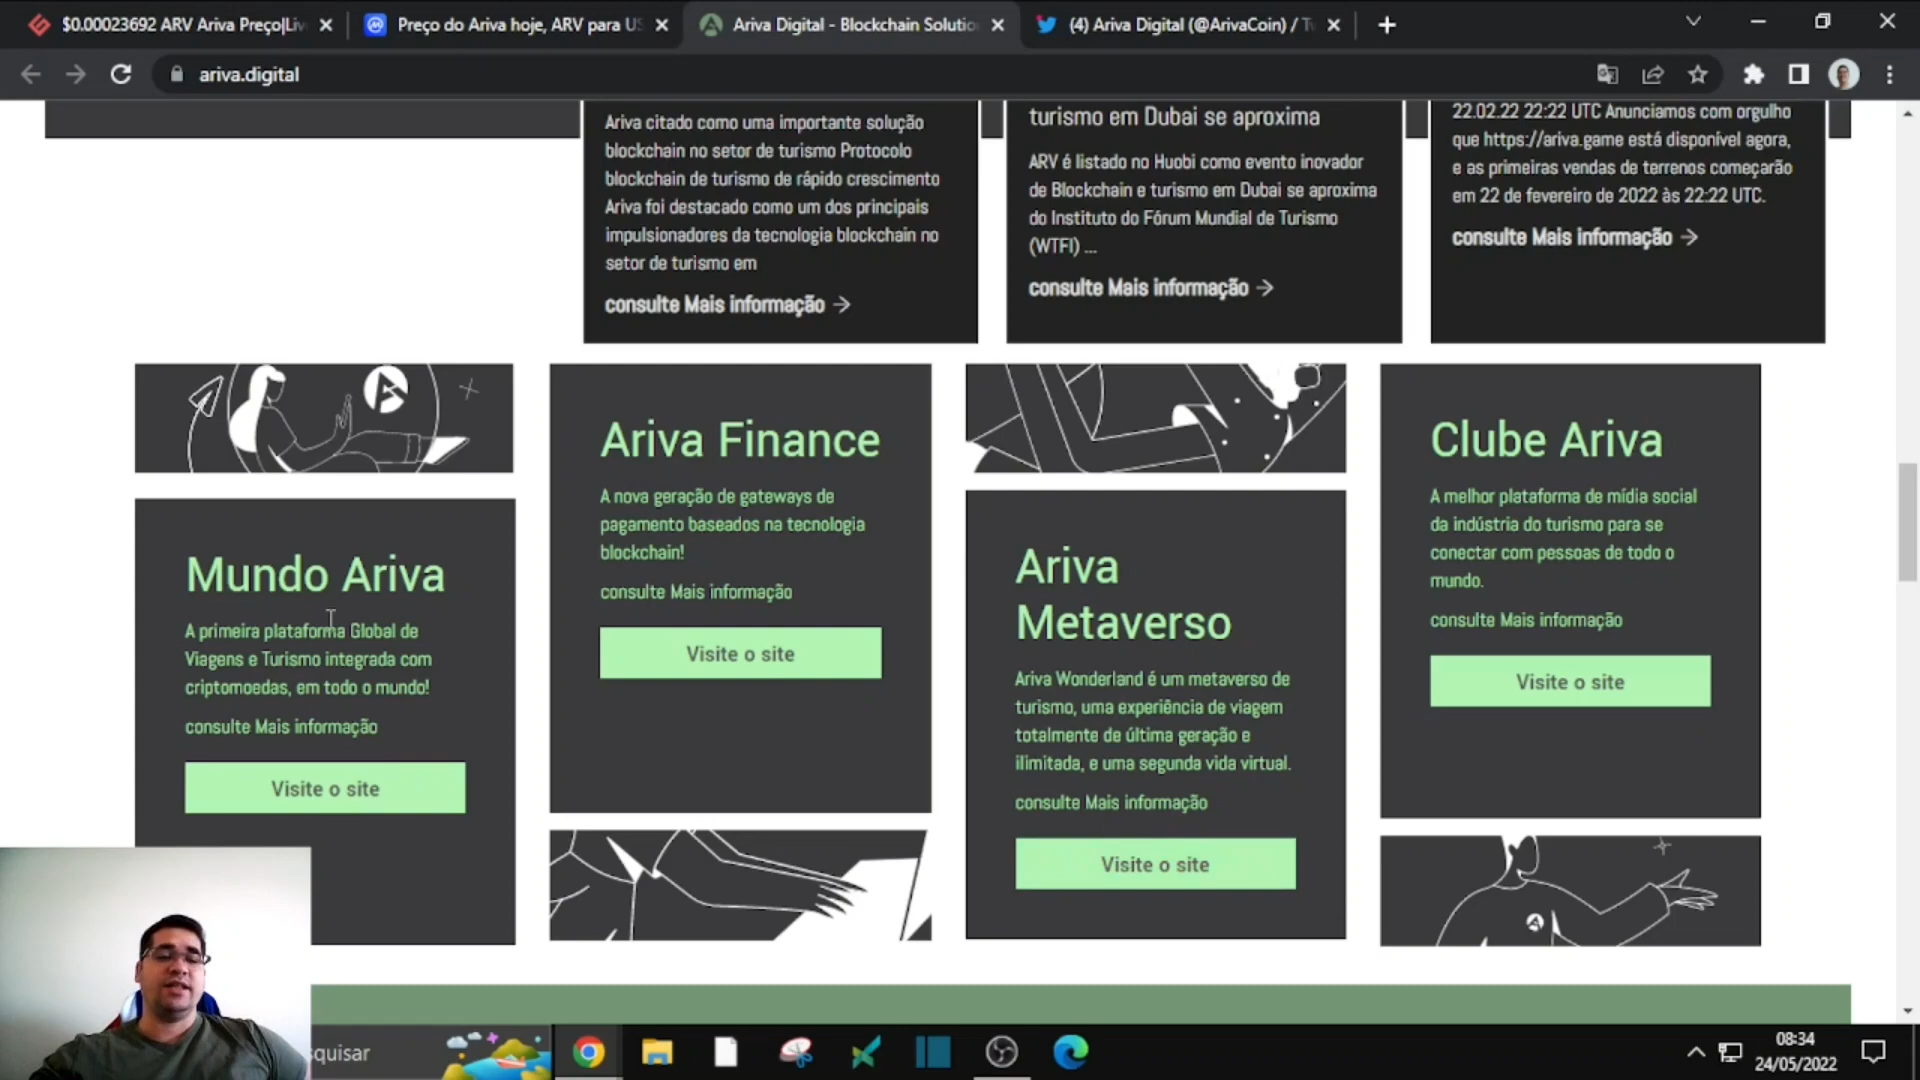 $0.00023692 ARV Ariva Preço|Liv
Preço do Ariva hoje, ARV para US
Ariva Digital - Blockchain Solutio
(4) Ariva Digital (@ArivaCoin) / Tw
ariva.digital
Ariva citado como uma importante solução
blockchain no setor de turismo Protocolo
blockchain de turismo de rápido crescimento
Ariva foi destacado como um dos principais
impulsionadores da tecnologia blockchain no
setor de turismo em
consulte Mais informação →
turismo em Dubai se aproxima
ARV é listado no Huobi como evento inovador
de Blockchain e turismo em Dubai se aproxima
do Instituto do Fórum Mundial de Turismo
(WTFI) ...
consulte Mais informação →
22.02.22 22:22 UTC Anunciamos com orgulho
que https://ariva.game está disponível agora,
e as primeiras vendas de terrenos começarão
em 22 de fevereiro de 2022 às 22:22 UTC.
consulte Mais informação →
Mundo Ariva
A primeira plataforma Global de
Viagens e Turismo integrada com
criptomoedas, em todo o mundo!
consulte Mais informação
Visite o site
Ariva Finance
A nova geração de gateways de
pagamento baseados na tecnologia
blockchain!
consulte Mais informação
Visite o site
Ariva
Metaverso
Ariva Wonderland é um metaverso de
turismo, uma experiência de viagem
totalmente de última geração e
ilimitada, e uma segunda vida virtual.
consulte Mais informação
Visite o site
Clube Ariva
A melhor plataforma de mídia social
da indústria do turismo para se
conectar com pessoas de todo o
mundo.
consulte Mais informação
Visite o site
squisar
08:34
24/05/2022